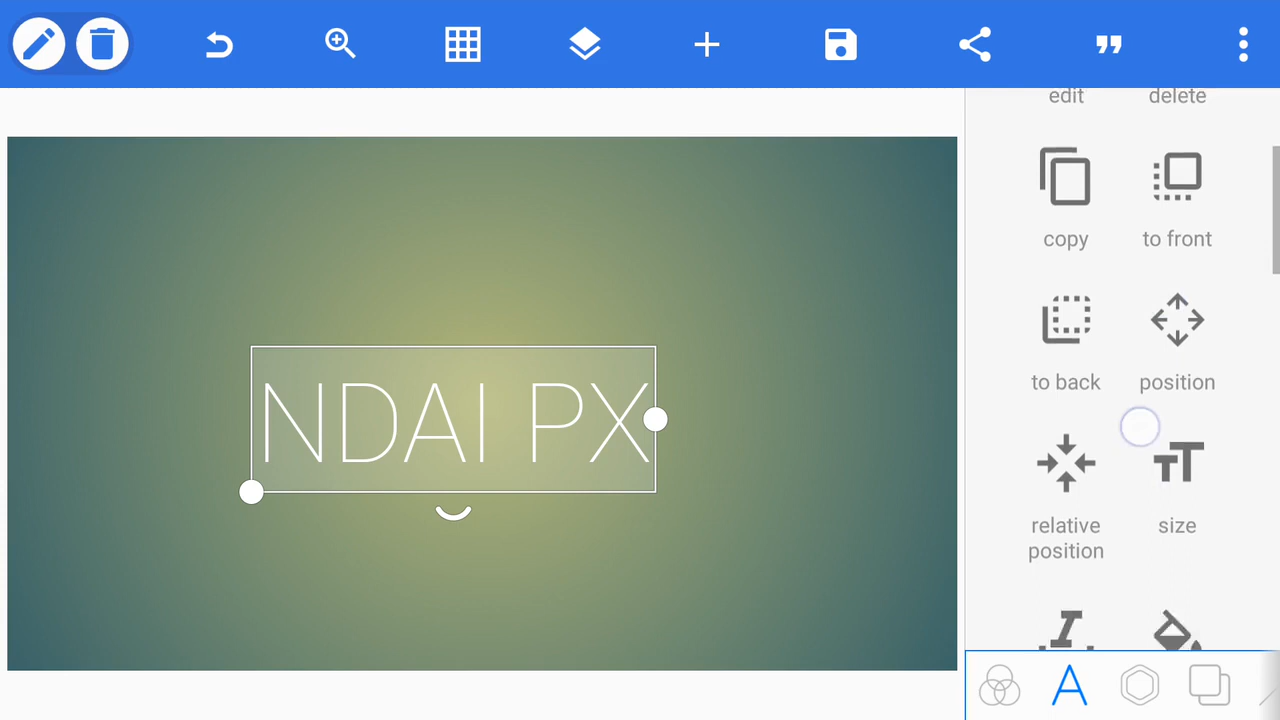 edit delete
copy to front
NDAI PX
to back position
relative position size